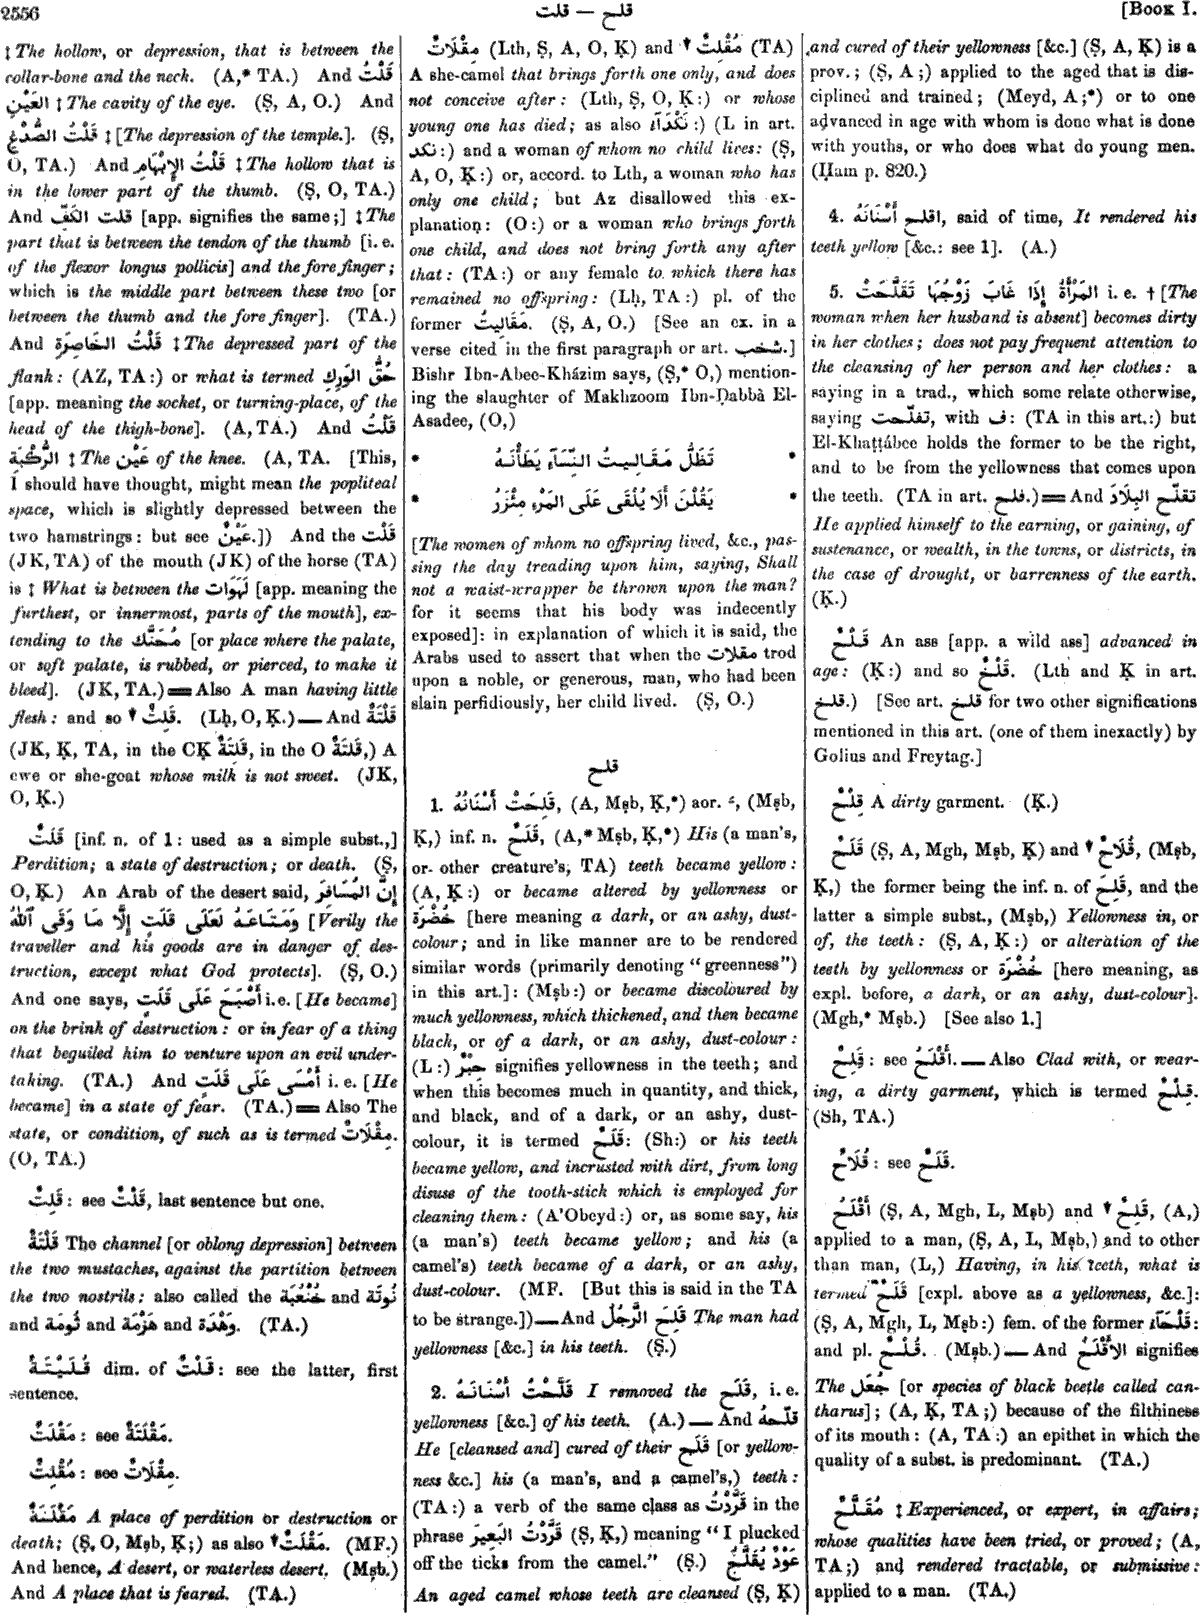 2556
قلح — قلت
[BOOK I.
‡ The hollow, or depression, that is between the
collar-bone and the neck. (A,* TA.) And قَلْتُ
العَيْنِ ‡ The cavity of the eye. (Ṣ, A, O.) And
قَلْتُ الصُّدْغِ ‡ [The depression of the temple.]. (Ṣ,
O, TA.) And قَلْتُ الإِبْهَامِ ‡ The hollow that is
in the lower part of the thumb. (Ṣ, O, TA.)
And قلت الكَفِّ [app. signifies the same;] ‡ The
part that is between the tendon of the thumb [i. e.
of the flexor longus pollicis] and the fore finger;
which is the middle part between these two [or
between the thumb and the fore finger]. (TA.)
And قَلْتُ الخَاصِرَةِ ‡ The depressed part of the
flank: (AZ, TA:) or what is termed حُقُّ الوَرِكِ
[app. meaning the socket, or turning-place, of the
head of the thigh-bone]. (A, TA.) And قَلْتُ
الرُّكْبَةِ ‡ The عَيْن of the knee. (A, TA. [This,
I should have thought, might mean the popliteal
space, which is slightly depressed between the
two hamstrings: but see عَيْنٌ.]) And the قَلْت
(JK, TA) of the mouth (JK) of the horse (TA)
is ‡ What is between the لَهَوَات [app. meaning the
furthest, or innermost, parts of the mouth], ex-
tending to the مُحَنَّك [or place where the palate,
or soft palate, is rubbed, or pierced, to make it
bleed]. (JK, TA.)══Also A man having little
flesh: and so ▾ قَلِتٌ. (Lḥ, O, Ḳ.)—And قَلْتَةٌ
(JK, Ḳ, TA, in the CḲ قَلَتَةٌ, in the O قَلِتَةٌ,) A
ewe or she-goat whose milk is not sweet. (JK,
O, Ḳ.)
قَلَتٌ [inf. n. of 1: used as a simple subst.,]
Perdition; a state of destruction; or death. (Ṣ,
O, Ḳ.) An Arab of the desert said, إِنَّ المُسَافِرَ
وَمَتَاعَهُ لَعَلَى قَلَتٍ إِلَّا مَا وَقَى ٱللّٰهُ [Verily the
traveller and his goods are in danger of des-
truction, except what God protects]. (Ṣ, O.)
And one says, أَصْبَحَ عَلَى قَلَتٍ i.e. [He became]
on the brink of destruction: or in fear of a thing
that beguiled him to venture upon an evil under-
taking. (TA.) And أَمْسَى عَلَى قَلَتٍ i. e. [He
became] in a state of fear. (TA.)══Also The
state, or condition, of such as is termed مِقْلَاتٌ.
(O, TA.)
قَلِتٌ: see قَلْتٌ, last sentence but one.
قَلْتَةٌ The channel [or oblong depression] between
the two mustaches, against the partition between
the two nostrils; also called the خُنْعُبَة and نُونَة
and ثُومَة and هَزْمَة and وَهْدَة. (TA.)
قُلَيْتَةٌ dim. of قَلْتٌ: see the latter, first
sentence.
مَقْلَتٌ: see مَقْلَتَةٌ.
مُقْلِتٌ: see مِقْلَاتٌ.
مَقْلَتَةٌ A place of perdition or destruction or
death; (Ṣ, O, Mṣb, Ḳ;) as also ▾ مَقْلَتٌ. (MF.)
And hence, A desert, or waterless desert. (Mṣb.)
And A place that is feared. (TA.)
مِقْلَاتٌ (Lth, Ṣ, A, O, Ḳ) and ▾ مُقْلِتٌ (TA)
A she-camel that brings forth one only, and does
not conceive after: (Lth, Ṣ, O, Ḳ:) or whose
young one has died; as also نَكْدَآءُ:) (L in art.
نكد:) and a woman of whom no child lives: (Ṣ,
A, O, Ḳ:) or, accord. to Lth, a woman who has
only one child; but Az disallowed this ex-
planation: (O:) or a woman who brings forth
one child, and does not bring forth any after
that: (TA:) or any female to which there has
remained no offspring: (Lḥ, TA:) pl. of the
former مَقَالِيتُ. (Ṣ, A, O.) [See an ex. in a
verse cited in the first paragraph or art. شخب.]
Bishr Ibn-Abee-Kházim says, (Ṣ,* O,) mention-
ing the slaughter of Makhzoom Ibn-Ḍabbà El-
Asadee, (O,)
* تَظَلُّ مَقَالِيتُ النِّسَآءِ يَطَأْنَهُ *
* يَقُلْنَ أَلَا يُلْقَى عَلَى المَرْءِ مِئْزَرُ *
[The women of whom no offspring lived, &c., pas-
sing the day treading upon him, saying, Shall
not a waist-wrapper be thrown upon the man?
for it seems that his body was indecently
exposed]: in explanation of which it is said, the
Arabs used to assert that when the مقلات trod
upon a noble, or generous, man, who had been
slain perfidiously, her child lived. (Ṣ, O.)
قلح
1. قَلِحَتْ أَسْنَانُهُ, (A, Mṣb, Ḳ,*) aor. ـَ, (Mṣb,
Ḳ,) inf. n. قَلَحٌ, (A,* Mṣb, Ḳ,*) His (a man's,
or other creature's, TA) teeth became yellow:
(A, Ḳ:) or became altered by yellowness or
خُضْرَة [here meaning a dark, or an ashy, dust-
colour; and in like manner are to be rendered
similar words (primarily denoting "greenness")
in this art.]: (Mṣb:) or became discoloured by
much yellowness, which thickened, and then became
black, or of a dark, or an ashy, dust-colour:
(L:) حِبْرٌ signifies yellowness in the teeth; and
when this becomes much in quantity, and thick,
and black, and of a dark, or an ashy, dust-
colour, it is termed قَلَحٌ: (Sh:) or his teeth
became yellow, and incrusted with dirt, from long
disuse of the tooth-stick which is employed for
cleaning them: (A'Obeyd:) or, as some say, his
(a man's) teeth became yellow; and his (a
camel's) teeth became of a dark, or an ashy,
dust-colour. (MF. [But this is said in the TA
to be strange.])—And قَلِحَ الرَّجُلُ The man had
yellowness [&c.] in his teeth. (Ṣ.)
2. قَلَّحْتُ أَسْنَانَهُ I removed the قَلَح, i. e.
yellowness [&c.] of his teeth. (A.)—And قلّحهُ
He [cleansed and] cured of their قَلَح [or yellow-
ness &c.] his (a man's, and a camel's,) teeth:
(TA:) a verb of the same class as قَرَّدْتُ in the
phrase قَرَّدْتُ البَعِيرَ (Ṣ, Ḳ,) meaning "I plucked
off the ticks from the camel." (Ṣ.) عَوْدٌ يُقَلَّحُ
An aged camel whose teeth are cleansed (Ṣ, Ḳ)
and cured of their yellowness [&c.] (Ṣ, A, Ḳ) is a
prov.; (Ṣ, A;) applied to the aged that is dis-
ciplined and trained; (Meyd, A;*) or to one
advanced in age with whom is done what is done
with youths, or who does what do young men.
(Ḥam p. 820.)
4. اقلح أَسْنَانَهُ, said of time, It rendered his
teeth yellow [&c.: see 1]. (A.)
5. المَرْأَةُ إِذَا غَابَ زَوْجُهَا تَقَلَّحَتْ i. e. † [The
woman when her husband is absent] becomes dirty
in her clothes; does not pay frequent attention to
the cleansing of her person and her clothes: a
saying in a trad., which some relate otherwise,
saying تفلّحت, with ف: (TA in this art.:) but
El-Khaṭṭábee holds the former to be the right,
and to be from the yellowness that comes upon
the teeth. (TA in art. فلح.)══And تقلّح البِلَادَ
He applied himself to the earning, or gaining, of
sustenance, or wealth, in the towns, or districts, in
the case of drought, or barrenness of the earth.
(Ḳ.)
قَلْحٌ An ass [app. a wild ass] advanced in
age: (Ḳ:) and so قَلْخٌ. (Lth and Ḳ in art.
قلخ.) [See art. قلخ for two other significations
mentioned in this art. (one of them inexactly) by
Golius and Freytag.]
قِلْحٌ A dirty garment. (Ḳ.)
قَلَحٌ (Ṣ, A, Mgh, Mṣb, Ḳ) and ▾ قُلَاحٌ, (Mṣb,
Ḳ,) the former being the inf. n. of قَلِحَ, and the
latter a simple subst., (Mṣb,) Yellowness in, or
of, the teeth: (Ṣ, A, Ḳ:) or alteration of the
teeth by yellowness or خُضْرَة [here meaning, as
expl. before, a dark, or an ashy, dust-colour].
(Mgh,* Mṣb.) [See also 1.]
قَلِحٌ: see أَقْلَحُ.—Also Clad with, or wear-
ing, a dirty garment, which is termed قِلْحٌ.
(Sh, TA.)
قُلَاحٌ: see قَلَحٌ.
أَقْلَحُ (Ṣ, A, Mgh, L, Mṣb) and ▾ قَلِحٌ, (A,)
applied to a man, (Ṣ, A, L, Mṣb,) and to other
than man, (L,) Having, in his teeth, what is
termed قَلَح [expl. above as a yellowness, &c.]:
(Ṣ, A, Mgh, L, Mṣb:) fem. of the former قَلْحَآءُ:
and pl. قُلْحٌ. (Mṣb.)—And الأَقْلَحُ signifies
The جُعَل [or species of black beetle called can-
tharus]; (A, Ḳ, TA;) because of the filthiness
of its mouth: (A, TA:) an epithet in which the
quality of a subst. is predominant. (TA.)
مُقَلَّحٌ ‡ Experienced, or expert, in affairs;
whose qualities have been tried, or proved; (A,
TA;) and rendered tractable, or submissive:
applied to a man. (TA.)